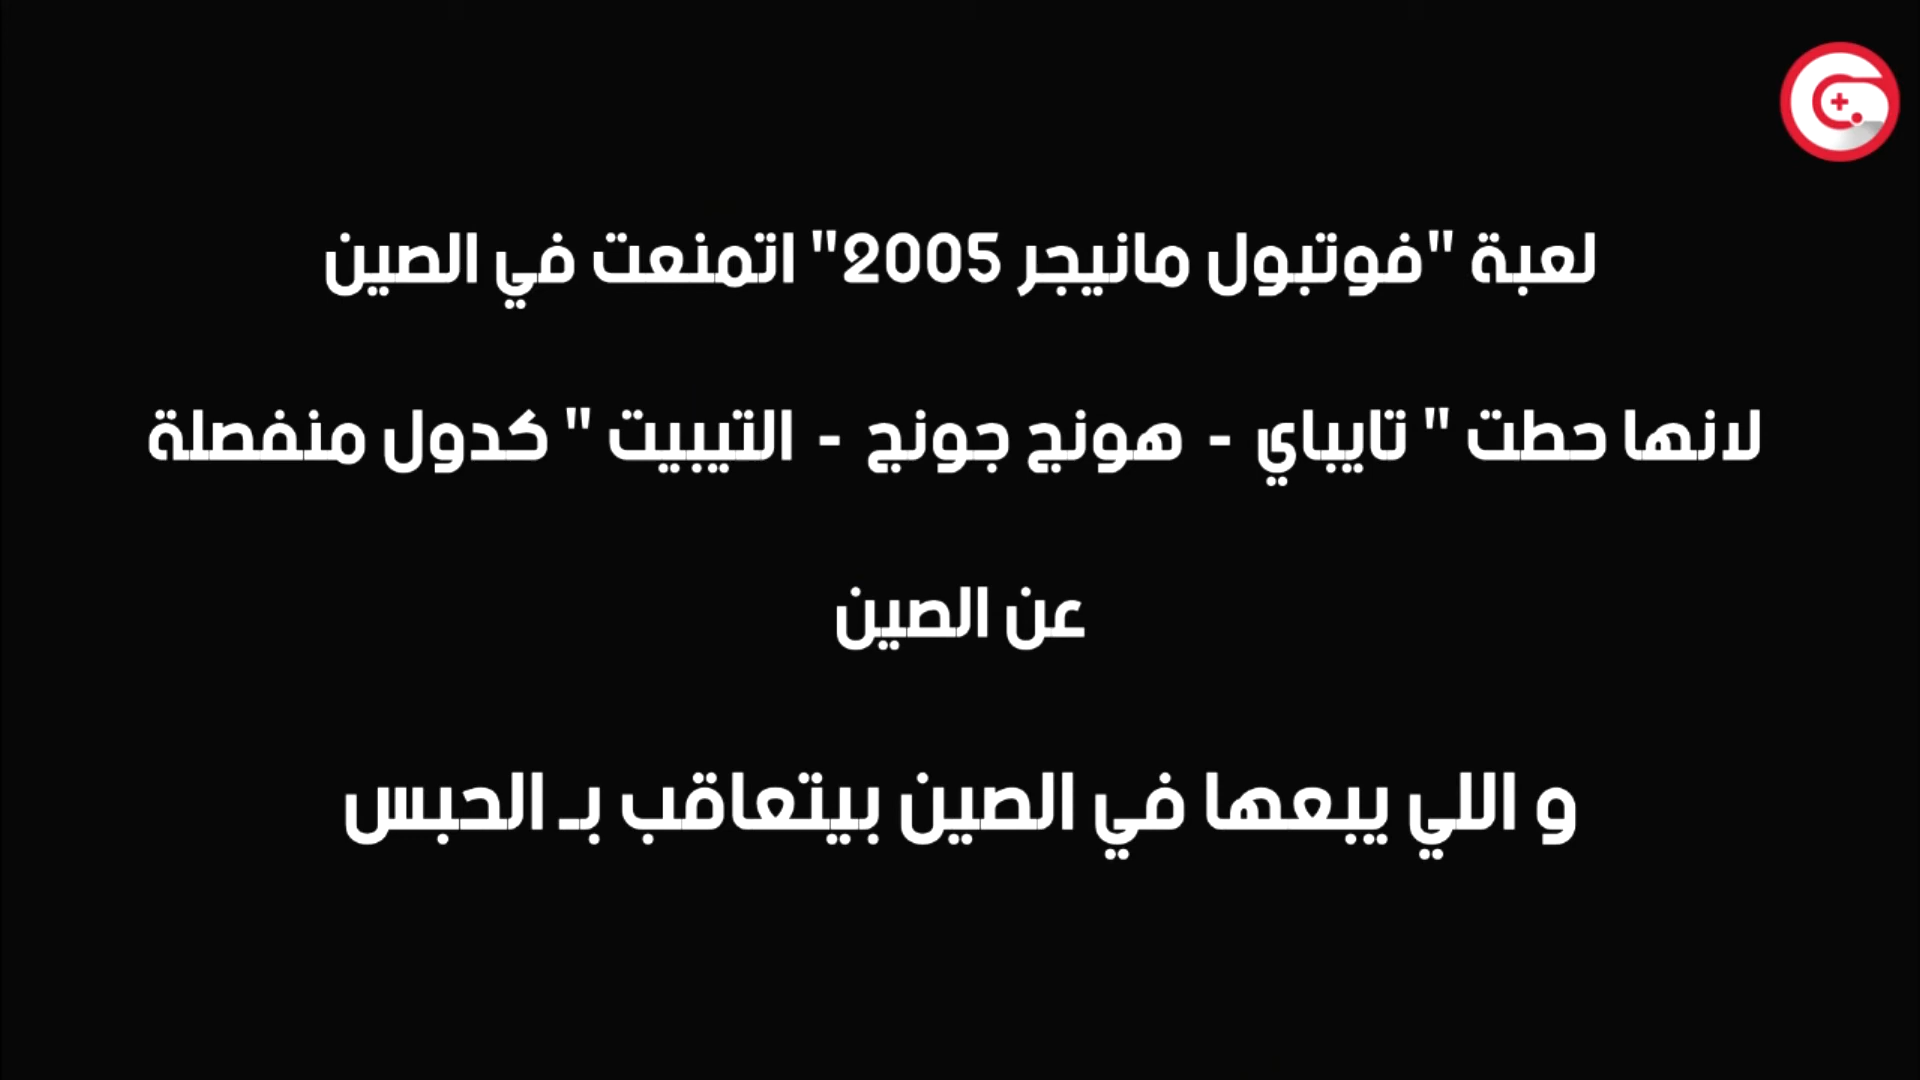 لعبة "فوتبول مانيجر 2005" اتمنعت في الصين
لانها حطت " تايباي - هونج جونج - التيبيت " كدول منفصلة
عن الصين
و اللي يبعها في الصين بيتعاقب بـ الحبس